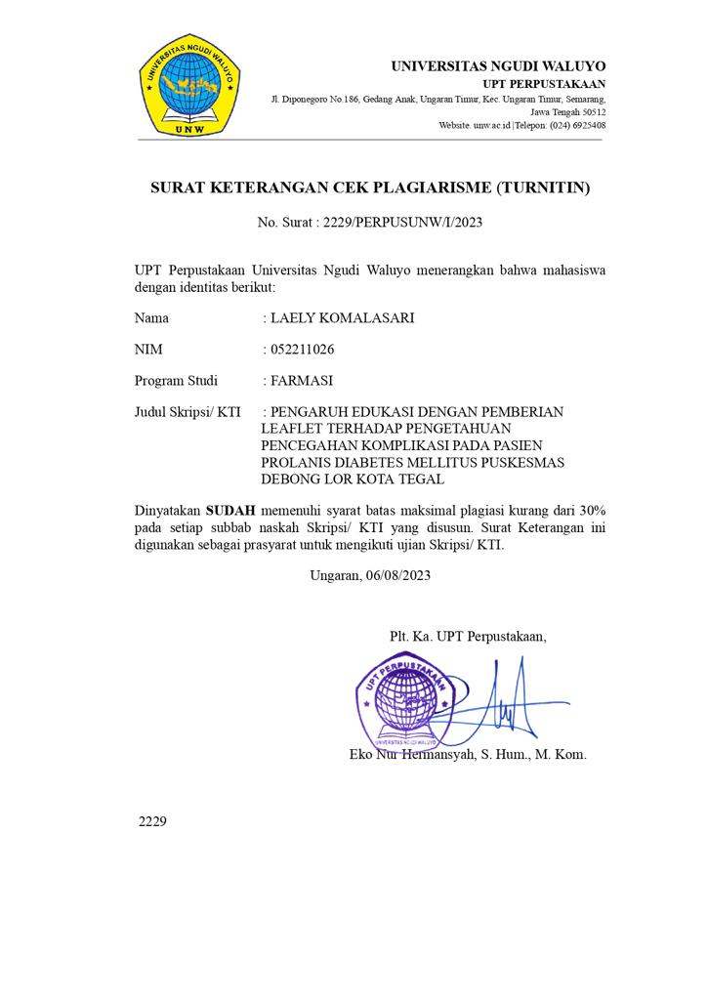 UNIVERSITAS NGUDI WALUYO
UNW
UNIVERSITAS NGUDI WALUYO
UPT PERPUSTAKAAN
Jl. Diponegoro No.186, Gedang Anak, Ungaran Timur, Kec. Ungaran Timur, Semarang,
Jawa Tengah 50512
Website. unw.ac.id |Telepon: (024) 6925408
SURAT KETERANGAN CEK PLAGIARISME (TURNITIN)
No. Surat : 2229/PERPUSUNW/I/2023
UPT Perpustakaan Universitas Ngudi Waluyo menerangkan bahwa mahasiswa
dengan identitas berikut:
Nama : LAELY KOMALASARI
NIM : 052211026
Program Studi : FARMASI
Judul Skripsi/ KTI : PENGARUH EDUKASI DENGAN PEMBERIAN
LEAFLET TERHADAP PENGETAHUAN
PENCEGAHAN KOMPLIKASI PADA PASIEN
PROLANIS DIABETES MELLITUS PUSKESMAS
DEBONG LOR KOTA TEGAL
Dinyatakan SUDAH memenuhi syarat batas maksimal plagiasi kurang dari 30%
pada setiap subbab naskah Skripsi/ KTI yang disusun. Surat Keterangan ini
digunakan sebagai prasyarat untuk mengikuti ujian Skripsi/ KTI.
Ungaran, 06/08/2023
Plt. Ka. UPT Perpustakaan,
UPT PERPUSTAKAAN
UNIVERSITAS NGUDI WALUYO
Eko Nur Hermansyah, S. Hum., M. Kom.
2229